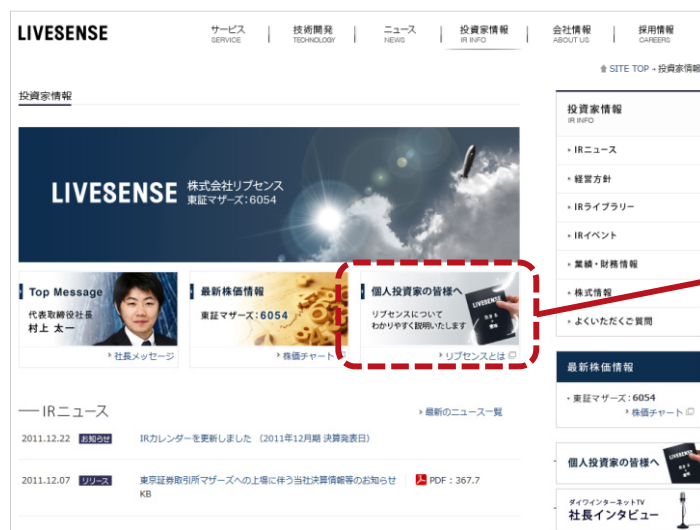 LIVESENSE
サービス
SERVICE
技術開発
TECHNOLOGY
ニュース
NEWS
投資家情報
IR INFO
会社情報
ABOUT US
採用情報
CAREERS
SITE TOP → 投資家情報
投資家情報
LIVESENSE 株式会社リブセンス
東証マザーズ:6054
Top Message
代表取締役社長
村上 太一
社長メッセージ
最新株価情報
東証マザーズ:6054
株価チャート
個人投資家の皆様へ
リブセンスについて
わかりやすく説明いたします
LIVESENSE
リブセンスとは
IRニュース
最新のニュース一覧
2011.12.22 お知らせ IRカレンダーを更新しました (2011年12月期 決算発表日)
2011.12.07 リリース 東京証券取引所マザーズへの上場に伴う当社決算情報等のお知らせ PDF : 367.7
KB
投資家情報
IR INFO
IRニュース
経営方針
IRライブラリー
IRイベント
業績・財務情報
株式情報
よくいただくご質問
最新株価情報
・東証マザーズ:6054
株価チャート
個人投資家の皆様へ
ダイワインターネットTV
社長インタビュー